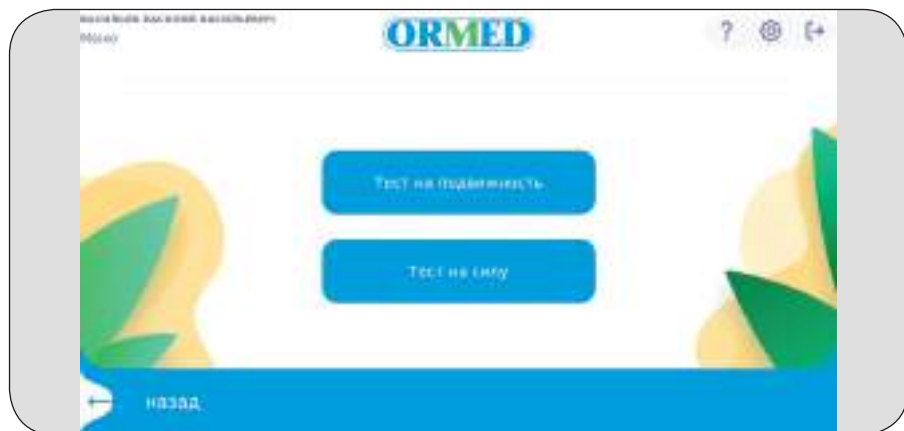 ORMED
?
Тест на подвижность
Тест на силу
назад